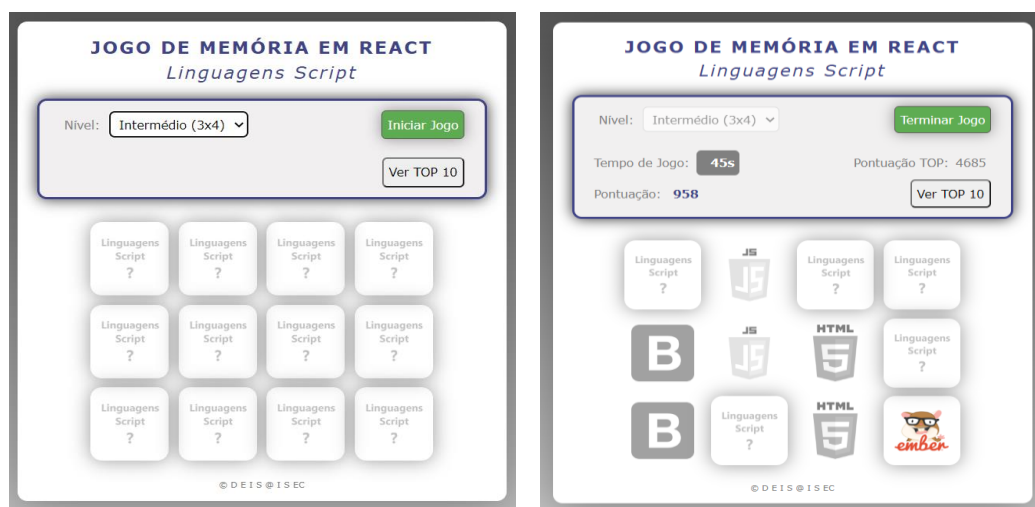 JOGO DE MEMÓRIA EM REACT
Linguagens Script
Nível: Intermédio (3x4) Iniciar Jogo
Ver TOP 10
Linguagens Linguagens Linguagens Linguagens
Script Script Script Script
? ? ? ?
Linguagens Linguagens Linguagens Linguagens
Script Script Script Script
? ? ? ?
Linguagens Linguagens Linguagens Linguagens
Script Script Script Script
? ? ? ?
© DEIS@ISEC
JOGO DE MEMÓRIA EM REACT
Linguagens Script
Nível: Intermédio (3x4) Terminar Jogo
Tempo de Jogo: 45s Pontuação TOP: 4685
Pontuação: 958 Ver TOP 10
Linguagens JS Linguagens Linguagens
Script JS Script Script
? ? ?
B JS HTML Linguagens
JS 5 Script
?
B Linguagens HTML ember
Script 5
?
© DEIS@ISEC